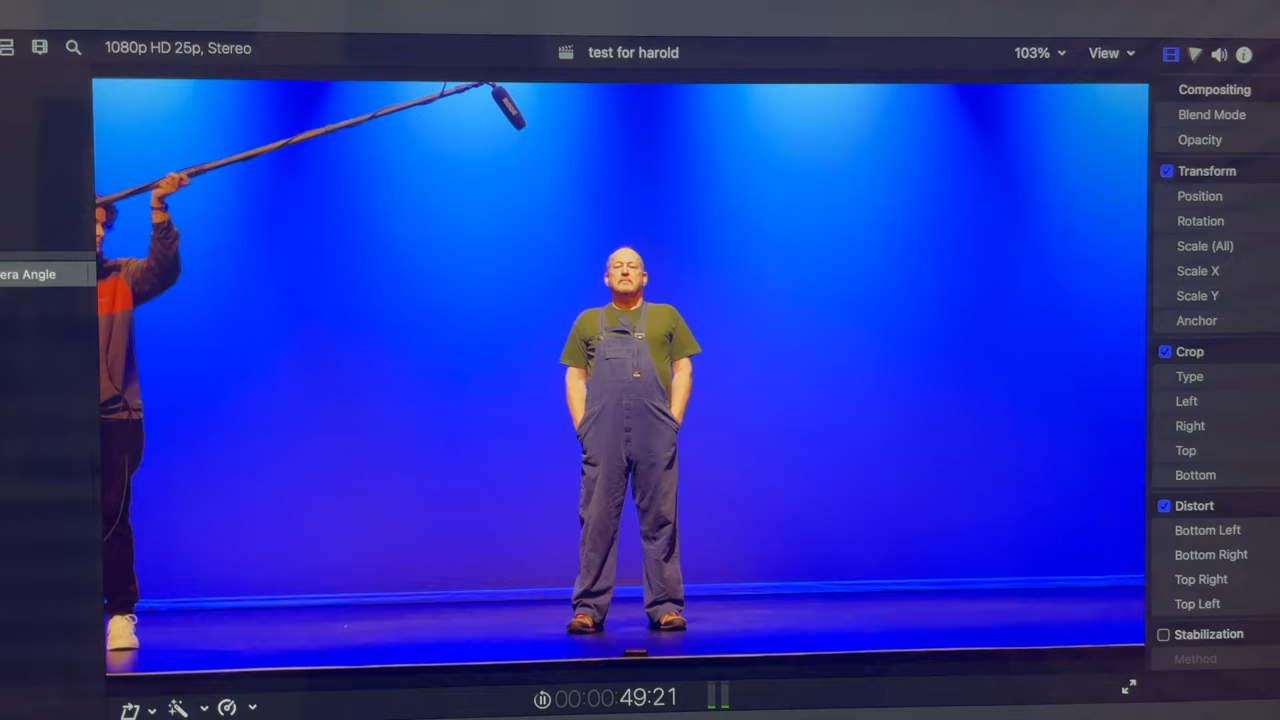 1080p HD 25p, Stereo
test for harold
103%
View
Compositing
Blend Mode
Opacity
Transform
Position
Rotation
Scale (All)
Scale X
Scale Y
Anchor
Crop
Type
Left
Right
Top
Bottom
Distort
Bottom Left
Bottom Right
Top Right
Top Left
Stabilization
Method
era Angle
00:00:49:21